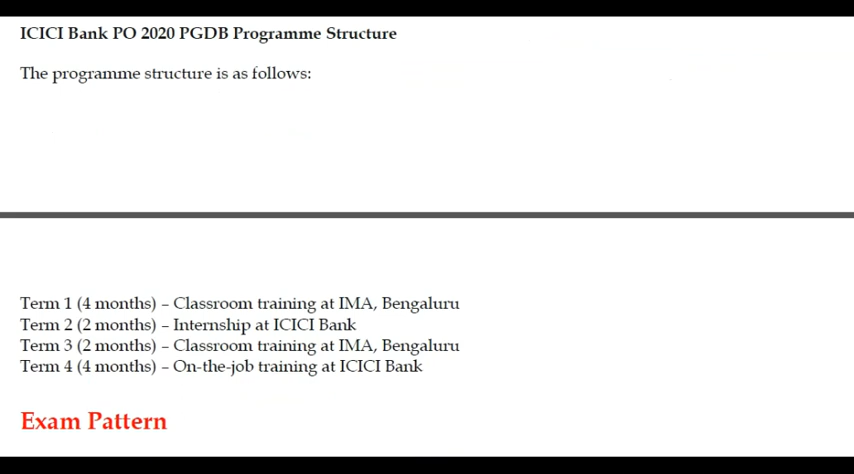 ICICI Bank PO 2020 PGDB Programme Structure
The programme structure is as follows:
Term 1 (4 months) – Classroom training at IMA, Bengaluru
Term 2 (2 months) – Internship at ICICI Bank
Term 3 (2 months) – Classroom training at IMA, Bengaluru
Term 4 (4 months) – On-the-job training at ICICI Bank
Exam Pattern